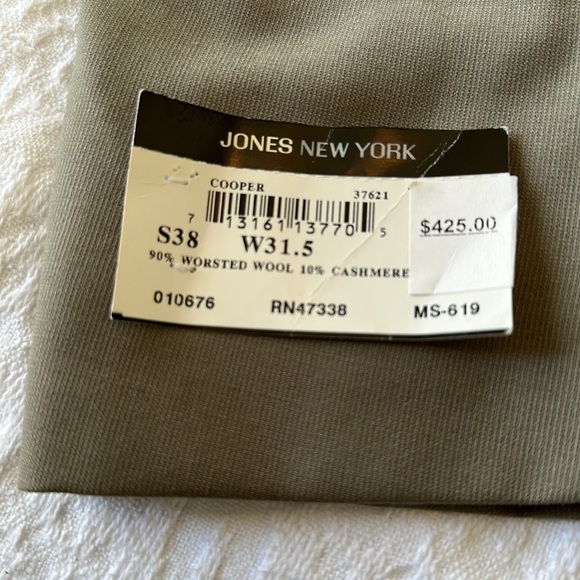 JONES NEW YORK
COOPER 37621
7 13161 13770 5
$425.00
S38 W31.5
90% WORSTED WOOL 10% CASHMERE
010676 RN47338 MS-619